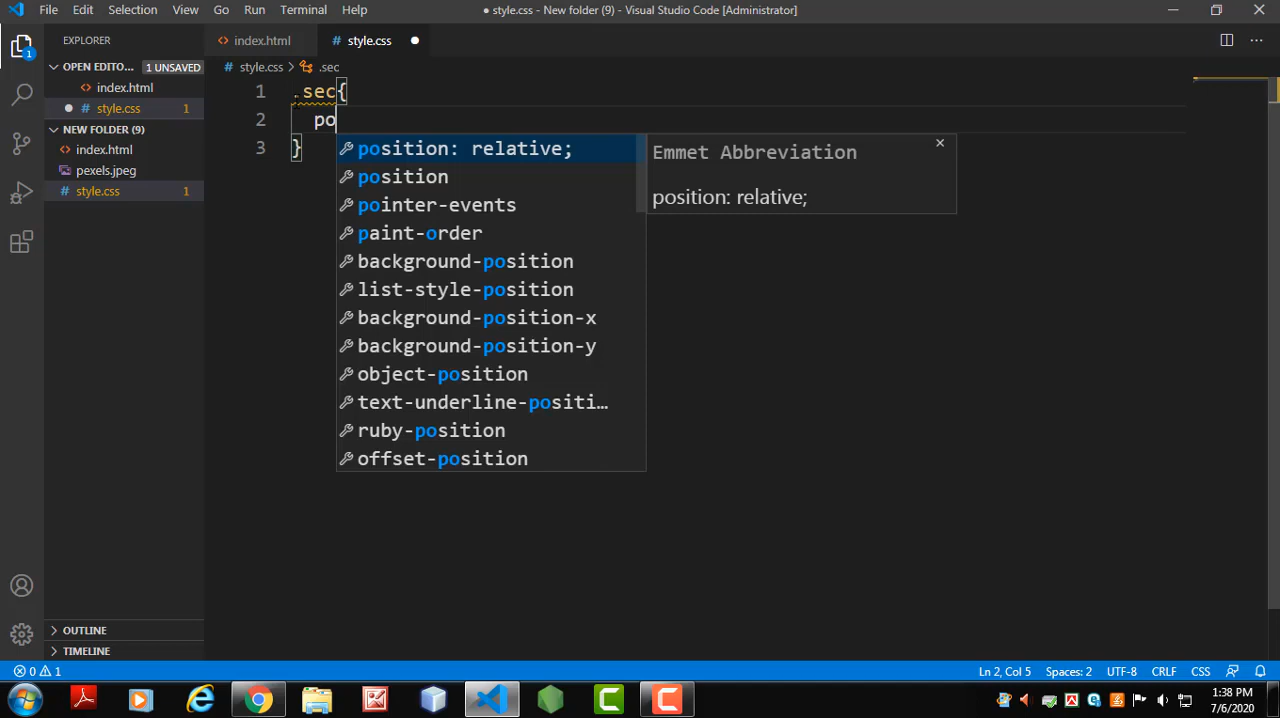 File Edit Selection View Go Run Terminal Help
● style.css - New folder (9) - Visual Studio Code [Administrator]
EXPLORER
index.html
style.css
OPEN EDITO... 1 UNSAVED
index.html
style.css 1
NEW FOLDER (9)
index.html
pexels.jpeg
style.css 1
style.css > .sec
1 .sec{
2 po
3 }
position: relative;
position
pointer-events
paint-order
background-position
list-style-position
background-position-x
background-position-y
object-position
text-underline-positi...
ruby-position
offset-position
Emmet Abbreviation
position: relative;
1
OUTLINE
TIMELINE
0 1
Ln 2, Col 5 Spaces: 2 UTF-8 CRLF CSS
1:38 PM
7/6/2020